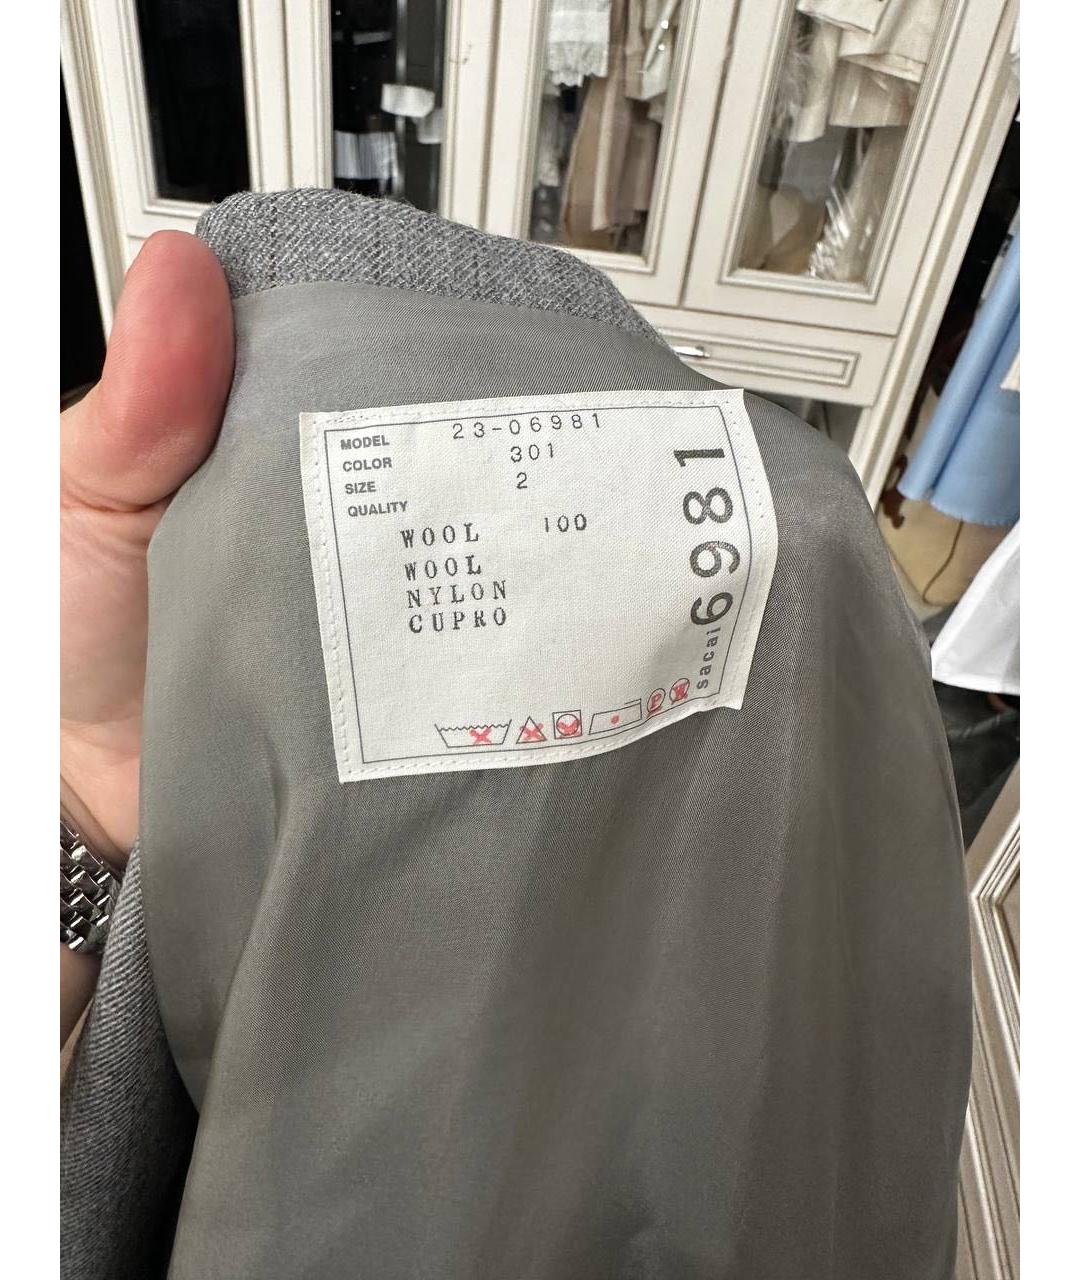 MODEL 23-06981
COLOR 301
SIZE 2
QUALITY
WOOL 100
WOOL
NYLON
CUPRO
sacai 6981
P W